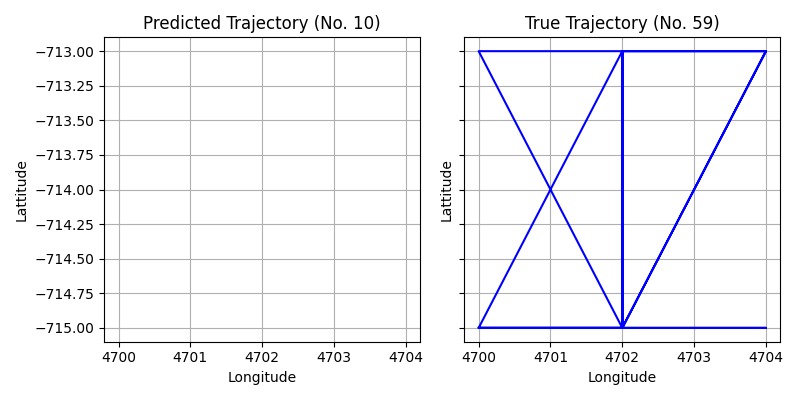 Predicted Trajectory (No. 10)
−713.00
−713.25
−713.50
−713.75
−714.00
−714.25
−714.50
−714.75
−715.00
Lattitude
4700 4701 4702 4703 4704
Longitude
True Trajectory (No. 59)
Lattitude
4700 4701 4702 4703 4704
Longitude